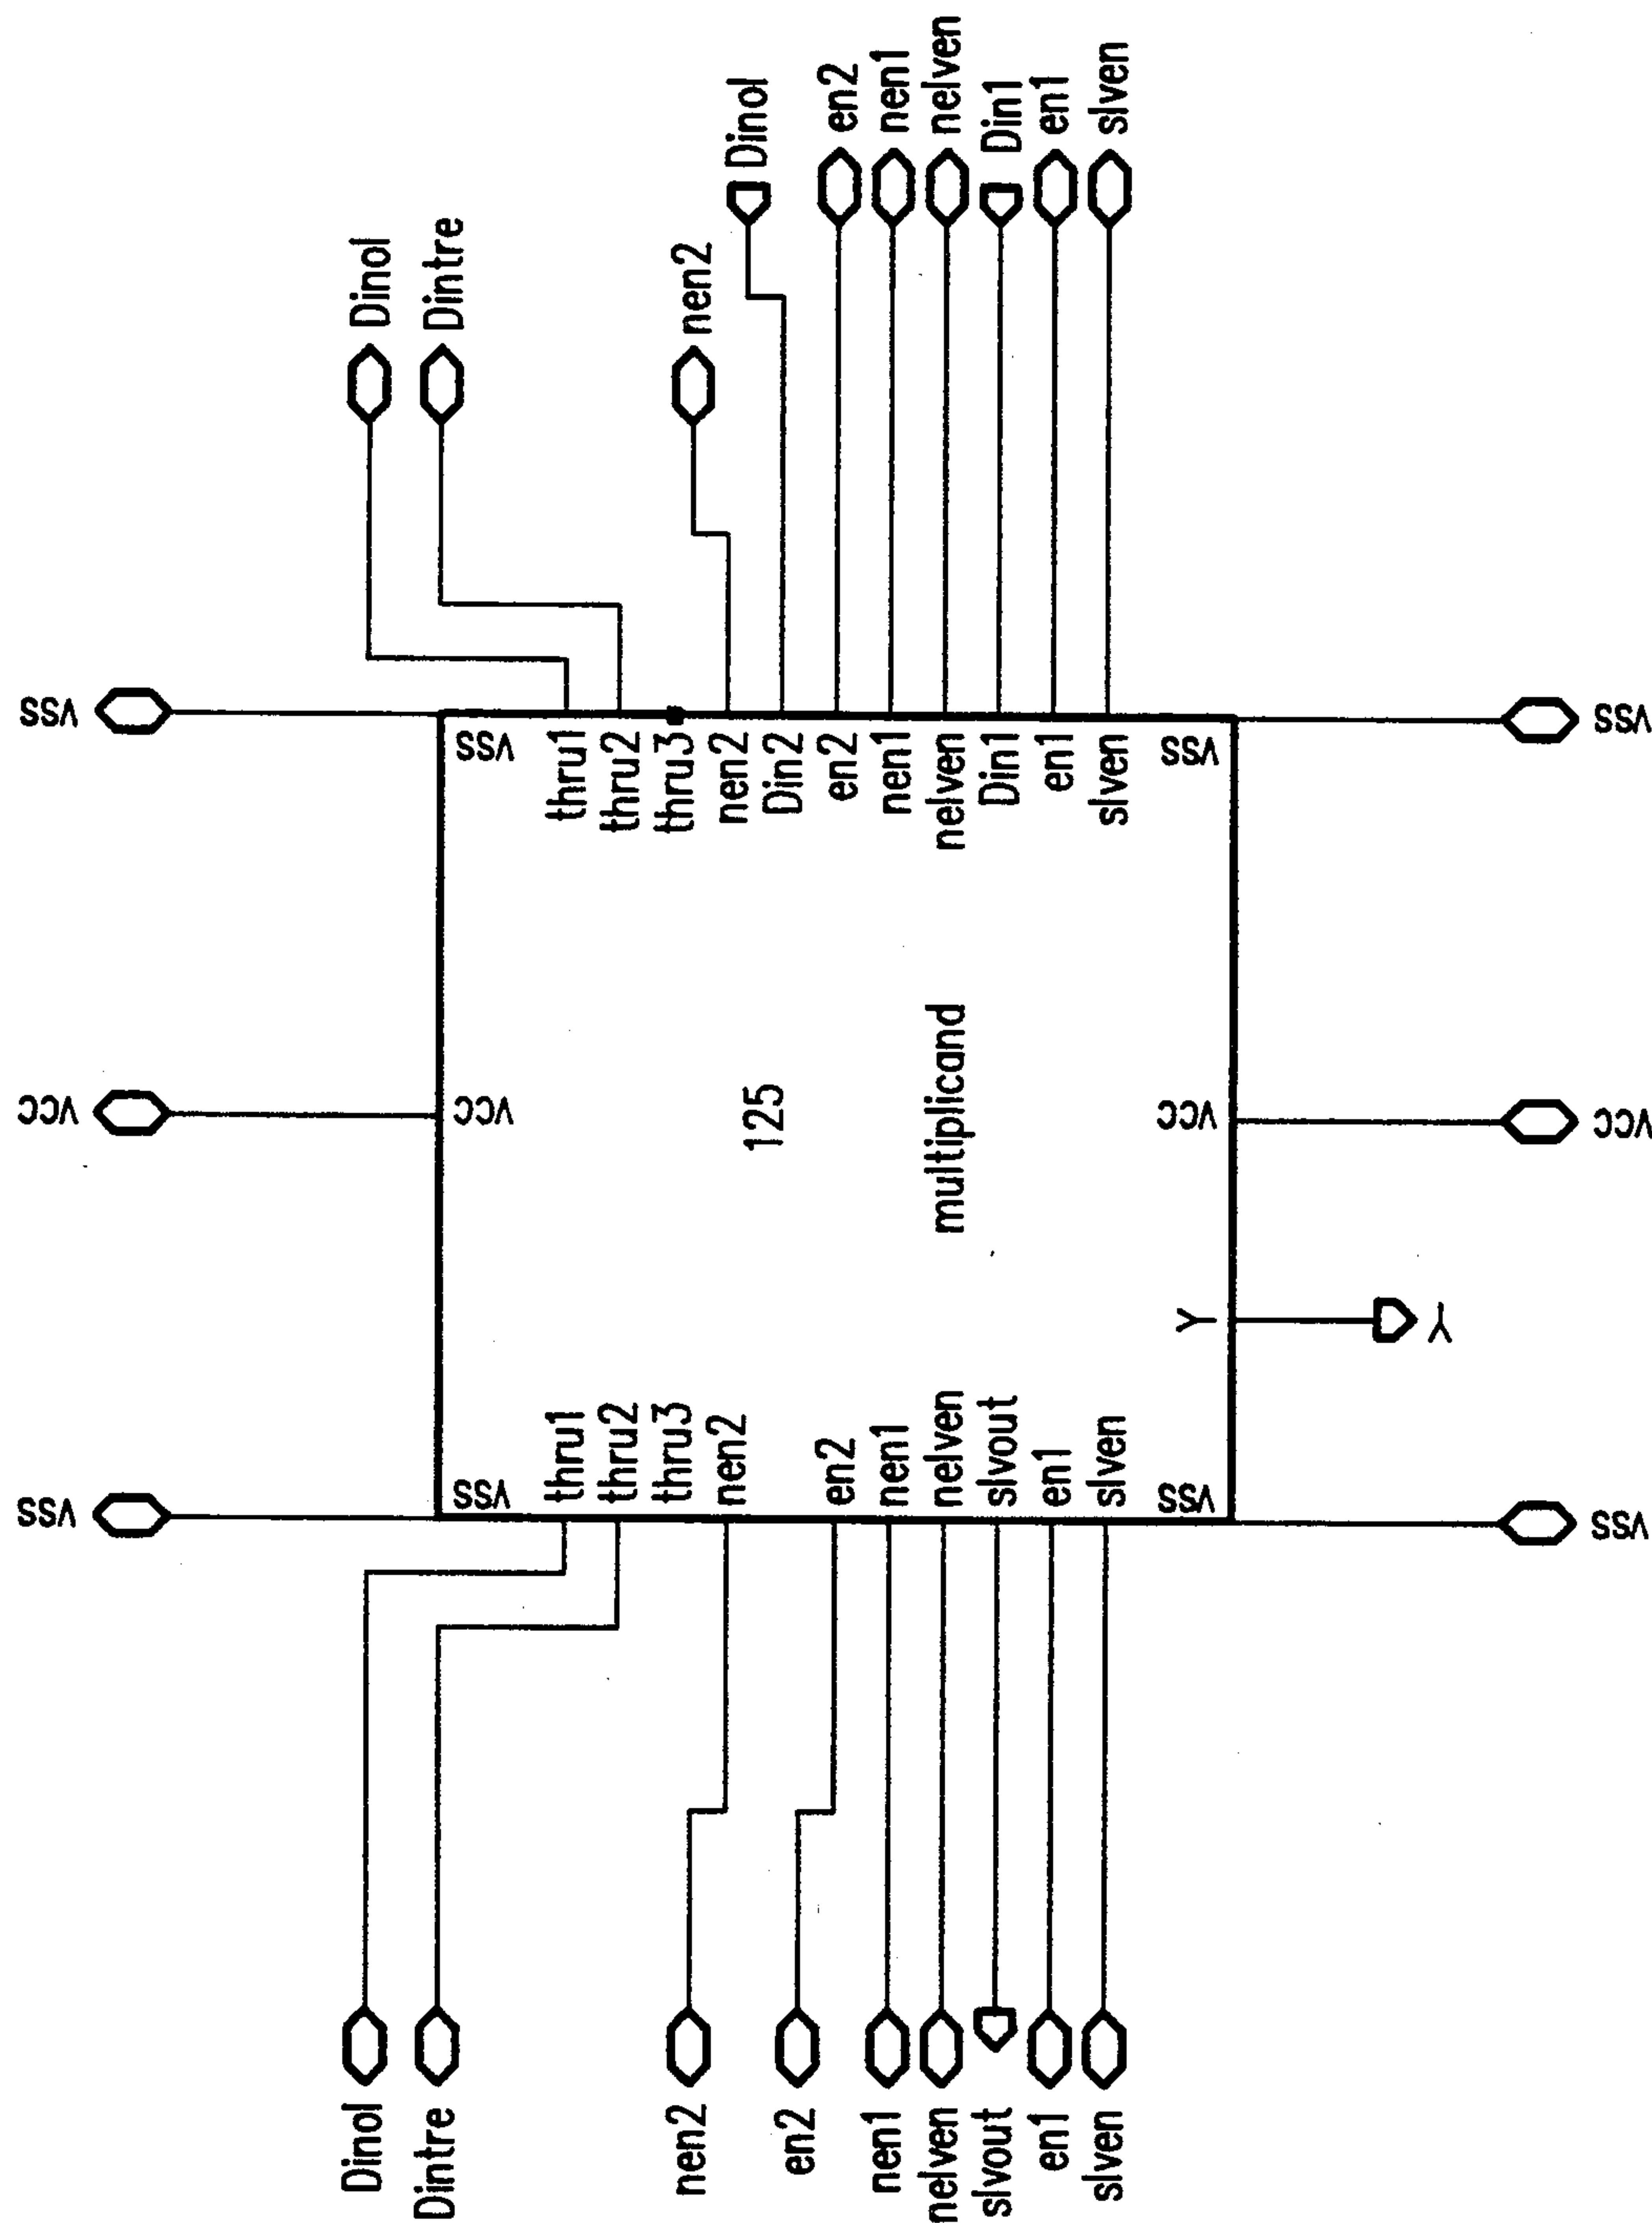 VSS VCC VSS
Dinol Dinol
Dintre Dintre
VSS VCC VSS
thru1 thru1
thru2 thru2
thru3 thru3
nen2 nen2 nen2 nen2
Dinol
125 Din2
en2 en2 en2 en2
nen1 nen1 nen1 nen1
nelven nelven multiplicand nelven nelven
slvout slvout Din1 Din1
en1 en1 en1 en1
slven slven slven slven
VSS Y VCC VSS
Y
VSS VCC VSS